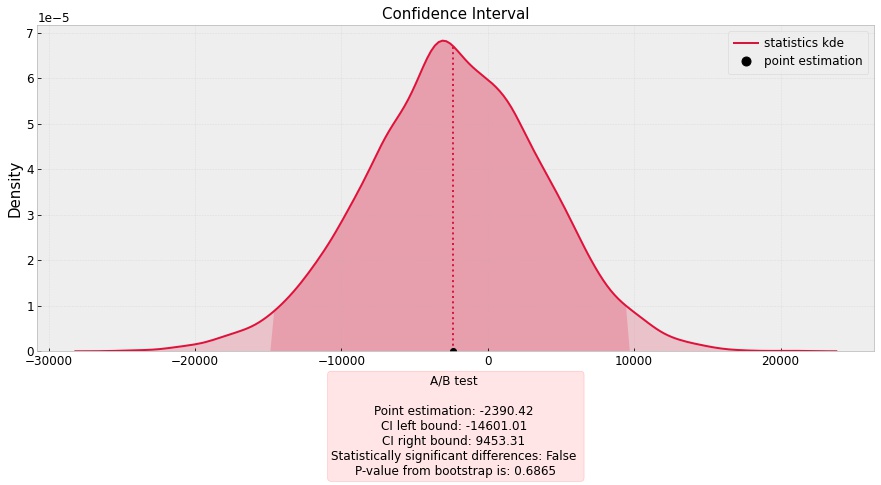 Confidence Interval
1e−5
statistics kde
point estimation
Density
7
6
5
4
3
2
1
0
−30000
−20000
−10000
0
10000
20000
A/B test
Point estimation: -2390.42
CI left bound: -14601.01
CI right bound: 9453.31
Statistically significant differences: False
P-value from bootstrap is: 0.6865